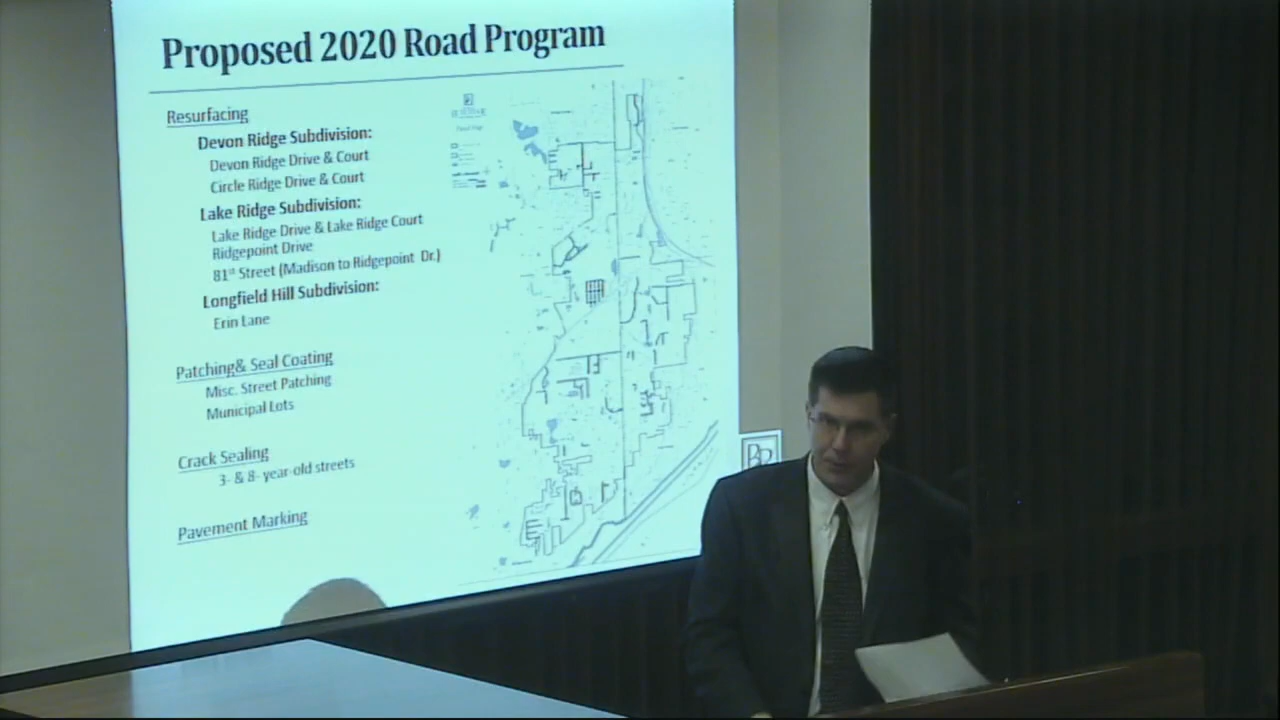 Proposed 2020 Road Program
Resurfacing
Devon Ridge Subdivision:
Devon Ridge Drive & Court
Circle Ridge Drive & Court
Lake Ridge Subdivision:
Lake Ridge Drive & Lake Ridge Court
Ridgepoint Drive
81st Street (Madison to Ridgepoint Dr.)
Longfield Hill Subdivision:
Erin Lane
Patching& Seal Coating
Misc. Street Patching
Municipal Lots
Crack Sealing
3- & 8- year-old streets
Pavement Marking
BR